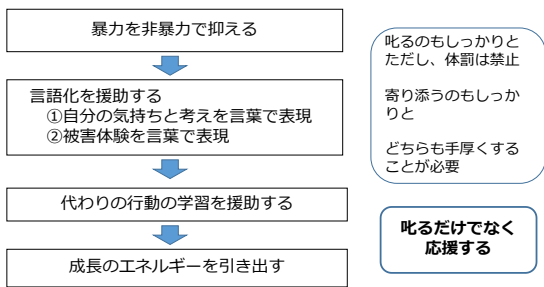 暴力を非暴力で抑える
言語化を援助する
①自分の気持ちと考えを言葉で表現
②被害体験を言葉で表現
代わりの行動の学習を援助する
成長のエネルギーを引き出す
叱るのもしっかりと
ただし、体罰は禁止
寄り添うのもしっか
りと
どちらも手厚くする
ことが必要
叱るだけでなく
応援する